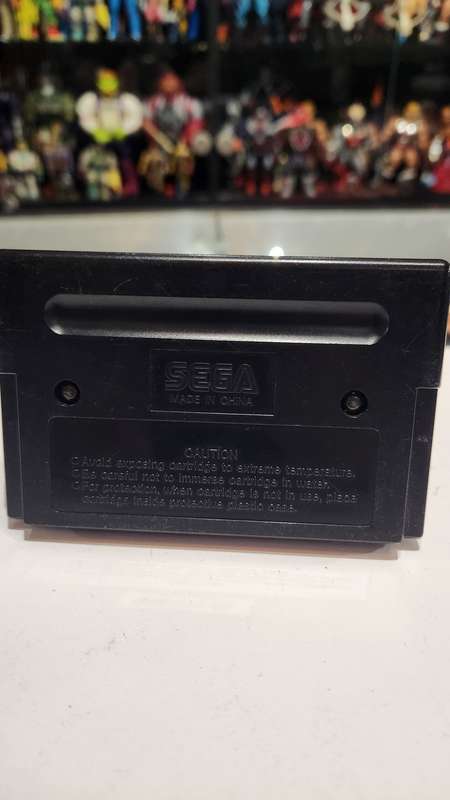 SEGA
MADE IN CHINA
CAUTION
○Avoid exposing cartridge to extreme temperature.
○Be careful not to immerse cartridge in water.
○For protection, when cartridge is not in use, place
cartridge inside protective plastic case.